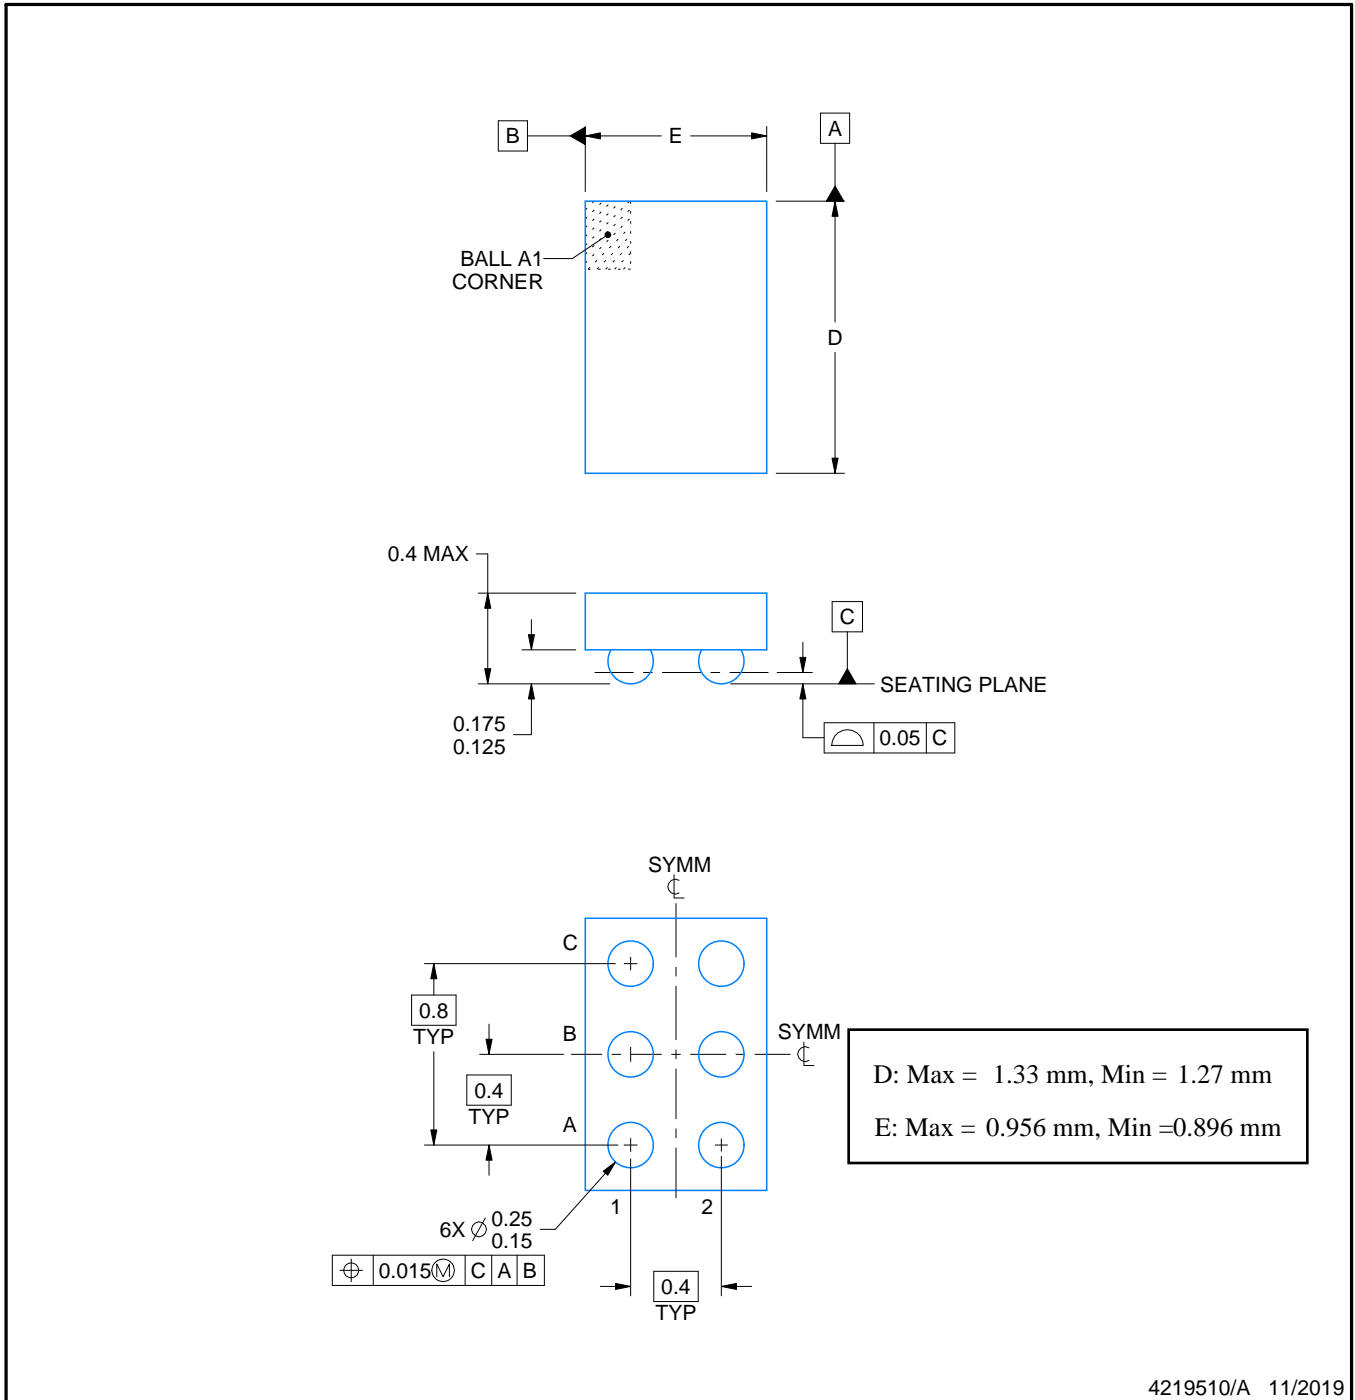 B
E
A
BALL A1
CORNER
D
0.4 MAX
C
SEATING PLANE
0.175
0.125
0.05 C
SYMM
C
0.8
TYP
B
SYMM
0.4
TYP
D: Max = 1.33 mm, Min = 1.27 mm
E: Max = 0.956 mm, Min =0.896 mm
A
1 2
6X ⌀ 0.25
0.15
⌖ 0.015Ⓜ C A B
0.4
TYP
4219510/A 11/2019